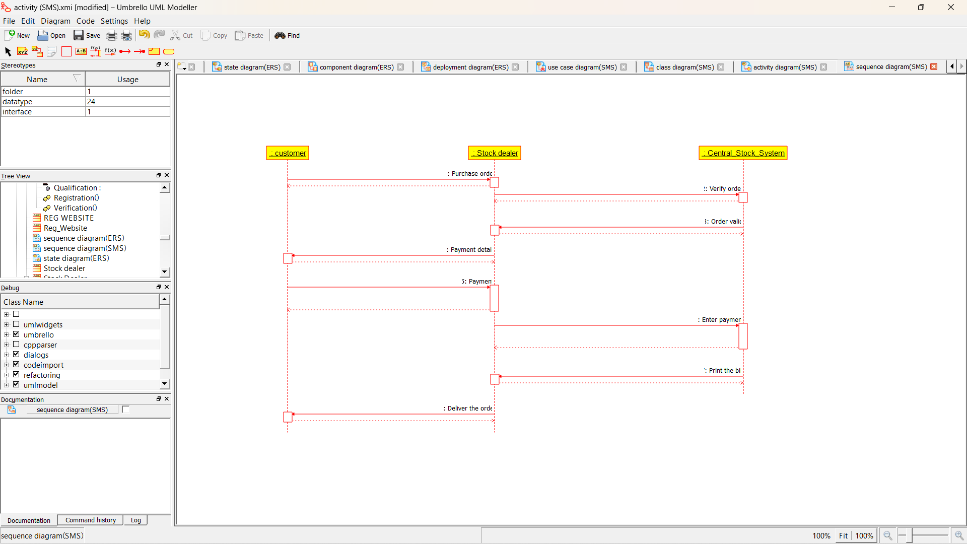 activity (SMS).xmi [modified] – Umbrello UML Modeller
File Edit Diagram Code Settings Help
New Open Save Cut Copy Paste Find
Stereotypes
Name Usage
folder 1
datatype 24
interface 1
Tree View
Qualification :
Registration()
Verification()
REG WEBSITE
Reg_Website
sequence diagram(ERS)
sequence diagram(SMS)
state diagram(ERS)
Stock dealer
Debug
Class Name
umlwidgets
umbrello
cppparser
dialogs
codeimport
refactoring
umlmodel
Documentation
sequence diagram(SMS)
Documentation Command history Log
sequence diagram(SMS)
state diagram(ERS) component diagram(ERS) deployment diagram(ERS) use case diagram(SMS) class diagram(SMS) activity diagram(SMS) sequence diagram(SMS)
: customer : Stock dealer : Central_Stock_System
: Purchase orde
: Verify orde
: Order valid
: Payment detai
: Paymen
: Enter paymer
: Print the bi
: Deliver the orde
100% Fit 100%